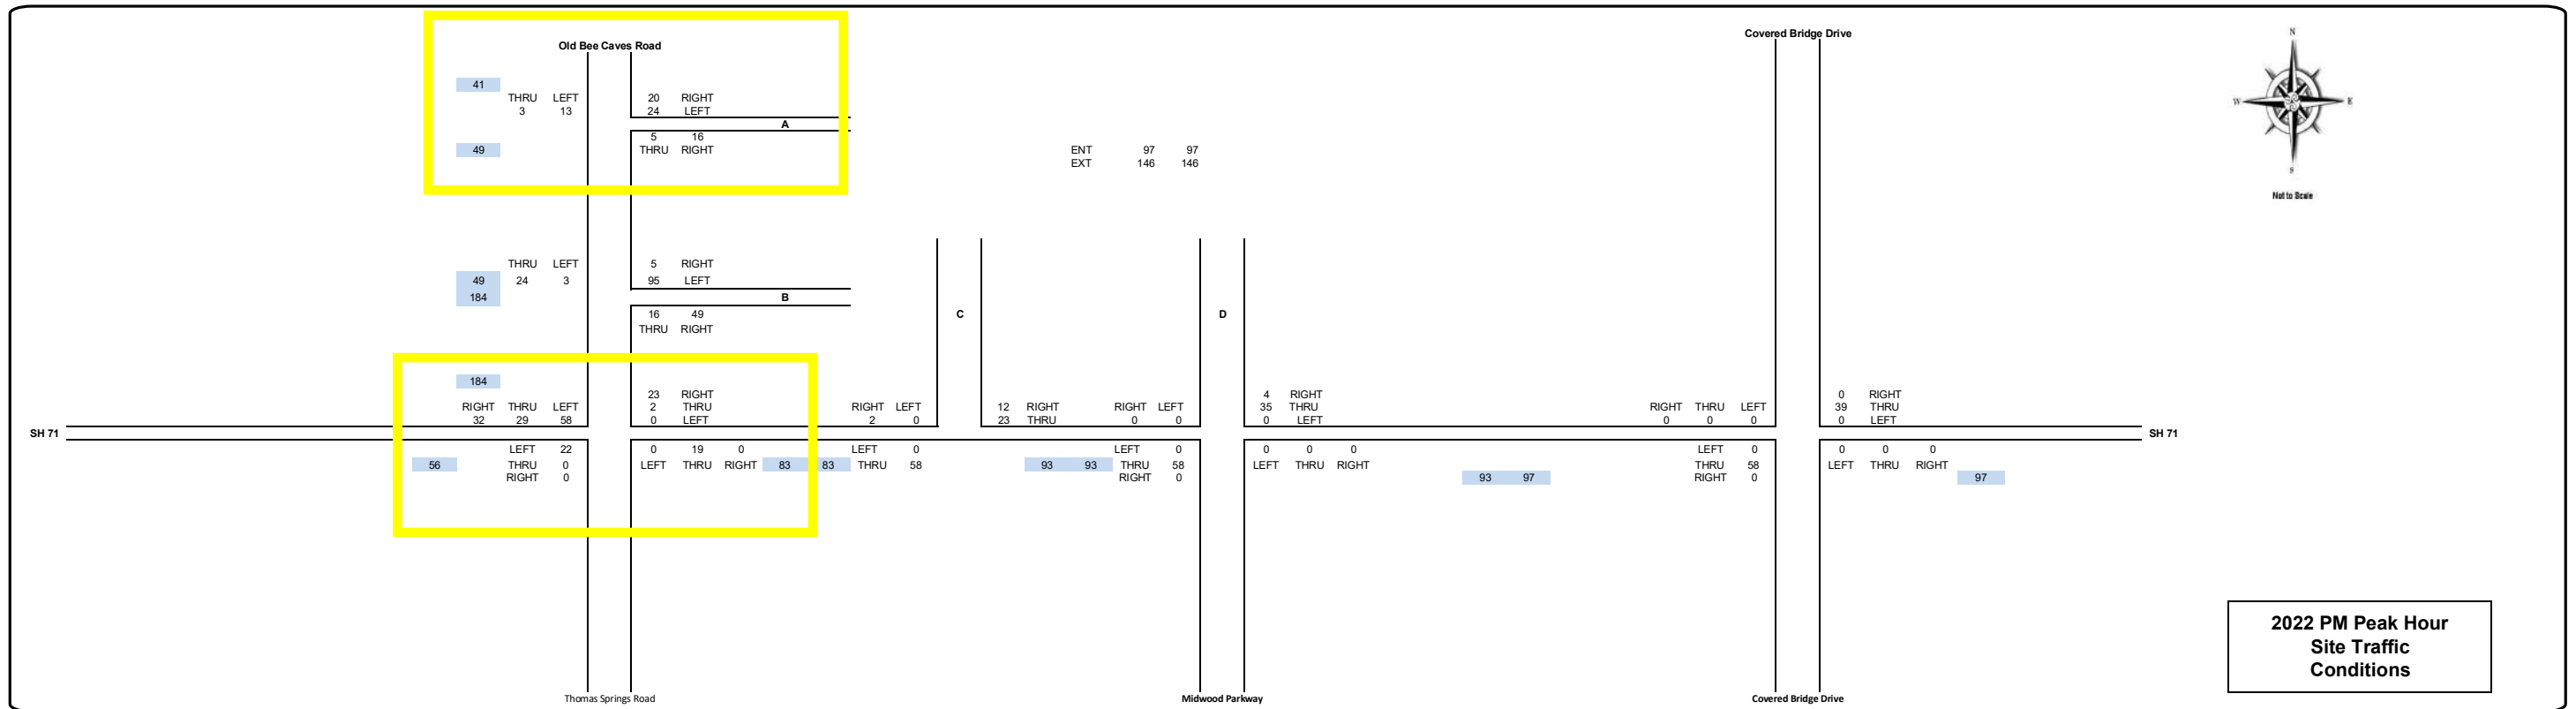 Old Bee Caves Road
Covered Bridge Drive
N
W E
S
Not to Scale
41
THRU LEFT
3 13
20 RIGHT
24 LEFT
A
5 16
THRU RIGHT
49
ENT 97 97
EXT 146 146
THRU LEFT
49 24 3
184
5 RIGHT
95 LEFT
B
16 49
THRU RIGHT
C
D
184
RIGHT THRU LEFT
32 29 58
23 RIGHT
2 THRU
0 LEFT
RIGHT LEFT
2 0
12 RIGHT
23 THRU
RIGHT LEFT
0 0
4 RIGHT
35 THRU
0 LEFT
RIGHT THRU LEFT
0 0 0
0 RIGHT
39 THRU
0 LEFT
SH 71
SH 71
LEFT 22
56 THRU 0
RIGHT 0
0 19 0
LEFT THRU RIGHT 83
LEFT 0
83 THRU 58
LEFT 0
93 93 THRU 58
RIGHT 0
0 0 0
LEFT THRU RIGHT
93 97
LEFT 0
THRU 58
RIGHT 0
0 0 0
LEFT THRU RIGHT
97
2022 PM Peak Hour
Site Traffic
Conditions
Thomas Springs Road
Midwood Parkway
Covered Bridge Drive